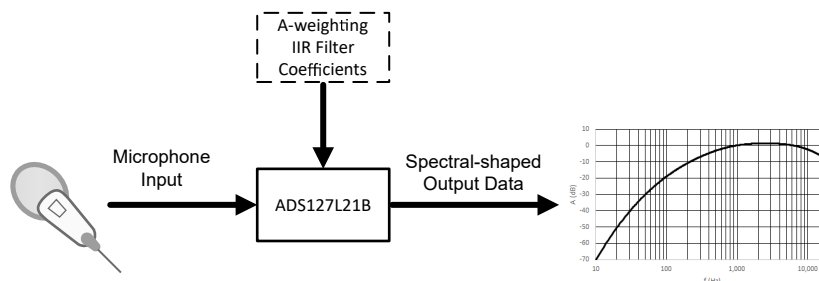 A-weighting
IIR Filter
Coefficients
Microphone
Input
ADS127L21B
Spectral-shaped
Output Data
A (dB)
10
0
-10
-20
-30
-40
-50
-60
-70
10
100
1,000
10,000
f (Hz)